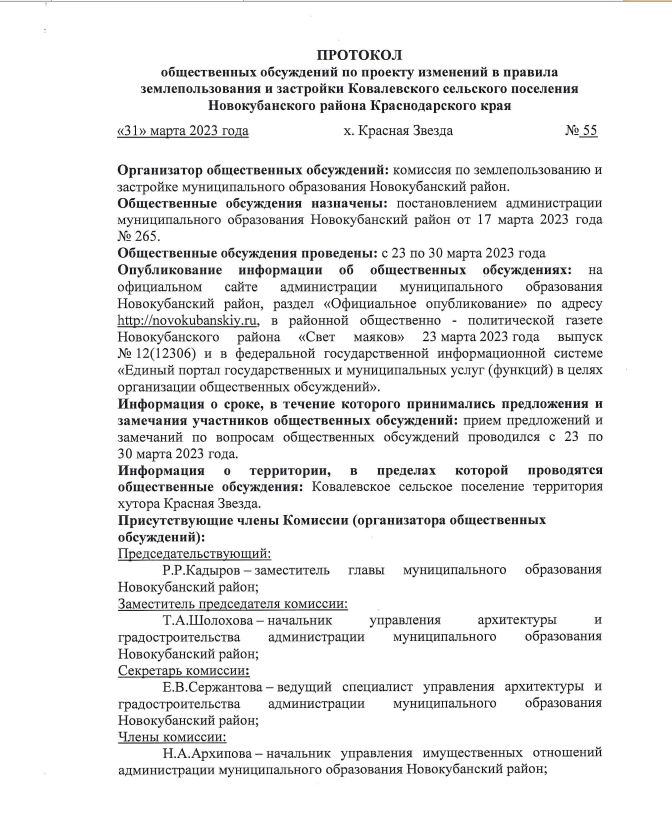 ПРОТОКОЛ
общественных обсуждений по проекту изменений в правила
землепользования и застройки Ковалевского сельского поселения
Новокубанского района Краснодарского края
«31» марта 2023 года х. Красная Звезда № 55
Организатор общественных обсуждений: комиссия по землепользованию и
застройке муниципального образования Новокубанский район.
Общественные обсуждения назначены: постановлением администрации
муниципального образования Новокубанский район от 17 марта 2023 года
№ 265.
Общественные обсуждения проведены: с 23 по 30 марта 2023 года
Опубликование информации об общественных обсуждениях: на
официальном сайте администрации муниципального образования
Новокубанский район, раздел «Официальное опубликование» по адресу
http://novokubanskiy.ru, в районной общественно - политической газете
Новокубанского района «Свет маяков» 23 марта 2023 года выпуск
№ 12(12306) и в федеральной государственной информационной системе
«Единый портал государственных и муниципальных услуг (функций) в целях
организации общественных обсуждений».
Информация о сроке, в течение которого принимались предложения и
замечания участников общественных обсуждений: прием предложений и
замечаний по вопросам общественных обсуждений проводился с 23 по
30 марта 2023 года.
Информация о территории, в пределах которой проводятся
общественные обсуждения: Ковалевское сельское поселение территория
хутора Красная Звезда.
Присутствующие члены Комиссии (организатора общественных
обсуждений):
Председательствующий:
Р.Р.Кадыров – заместитель главы муниципального образования
Новокубанский район;
Заместитель председателя комиссии:
Т.А.Шолохова – начальник управления архитектуры и
градостроительства администрации муниципального образования
Новокубанский район;
Секретарь комиссии:
Е.В.Сержантова – ведущий специалист управления архитектуры и
градостроительства администрации муниципального образования
Новокубанский район;
Члены комиссии:
Н.А.Архипова – начальник управления имущественных отношений
администрации муниципального образования Новокубанский район;